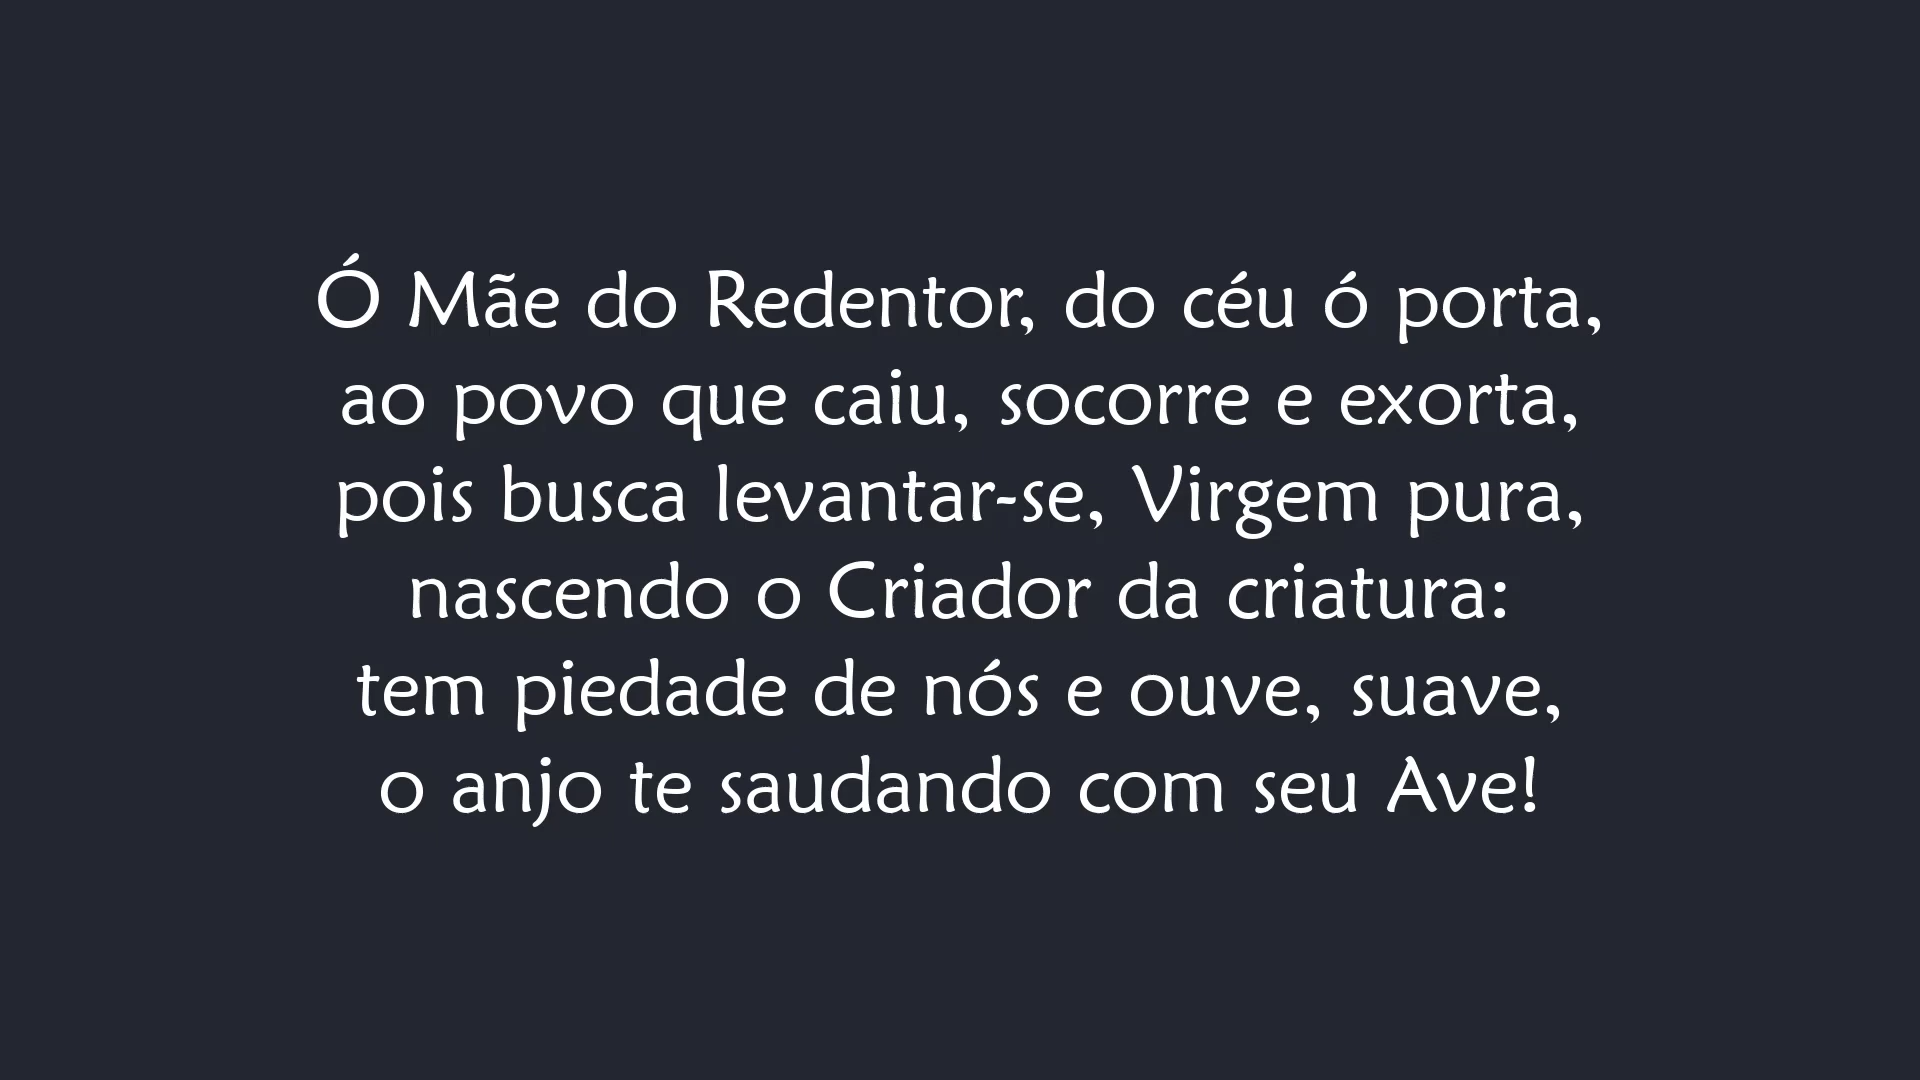 Ó Mãe do Redentor, do céu ó porta,
ao povo que caiu, socorre e exorta,
pois busca levantar-se, Virgem pura,
nascendo o Criador da criatura:
tem piedade de nós e ouve, suave,
o anjo te saudando com seu Ave!